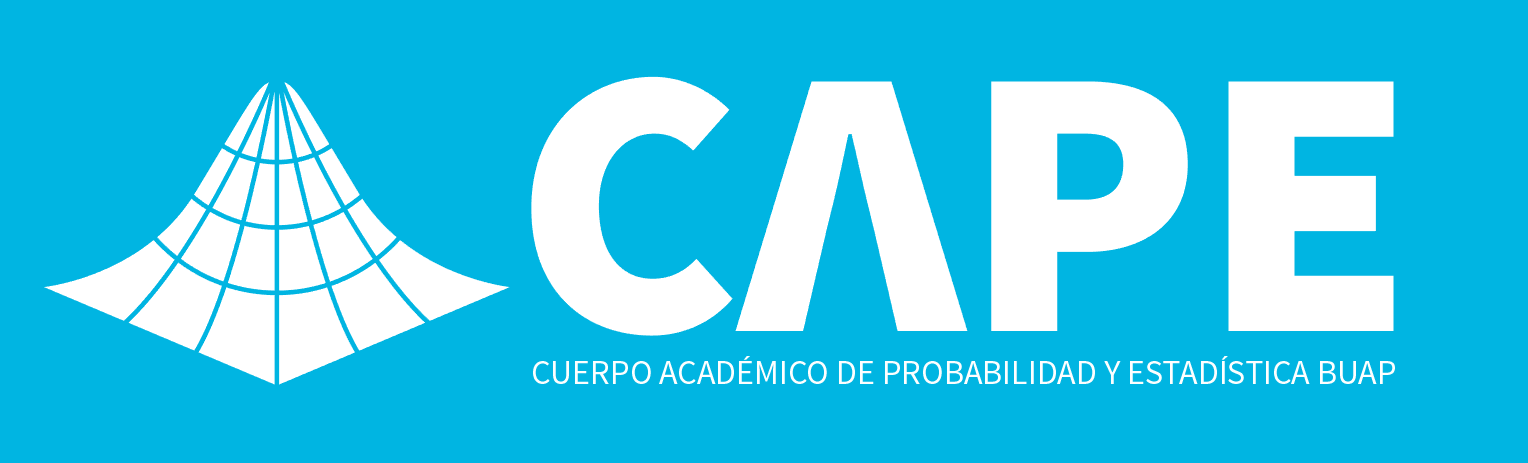 CAPE
CUERPO ACADÉMICO DE PROBABILIDAD Y ESTADÍSTICA BUAP